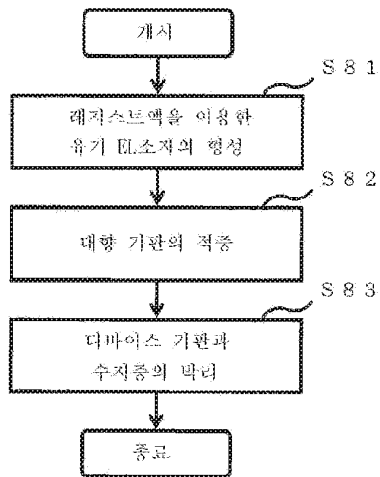 개시
S81
레지스트액을 이용한
유기 EL소자의 형성
S82
대향 기판의 적층
S83
디바이스 기판과
수지층의 박리
종료